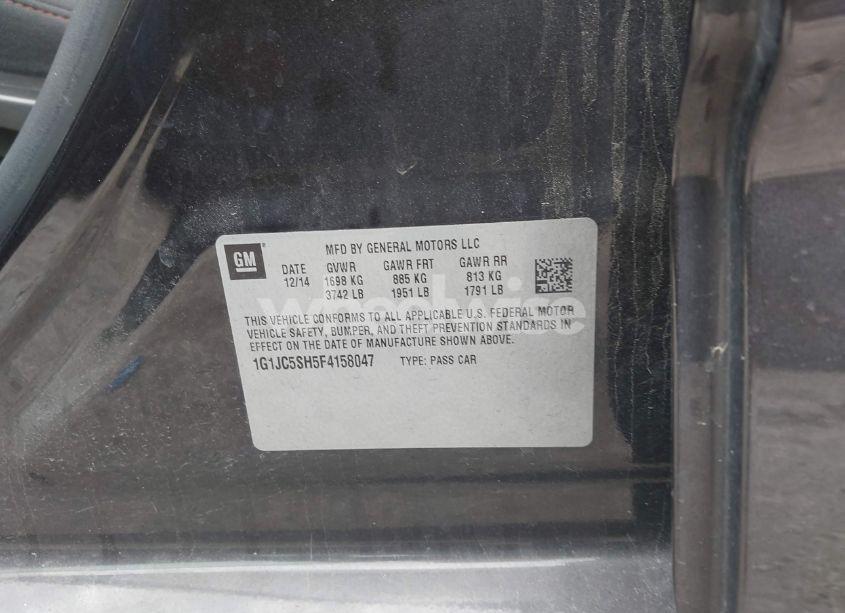 GM
MFD BY GENERAL MOTORS LLC
DATE GVWR GAWR FRT GAWR RR
12/14 1698 KG 885 KG 813 KG
3742 LB 1951 LB 1791 LB
THIS VEHICLE CONFORMS TO ALL APPLICABLE U.S. FEDERAL MOTOR
VEHICLE SAFETY, BUMPER, AND THEFT PREVENTION STANDARDS IN
EFFECT ON THE DATE OF MANUFACTURE SHOWN ABOVE.
1G1JC5SH5F4158047 TYPE: PASS CAR